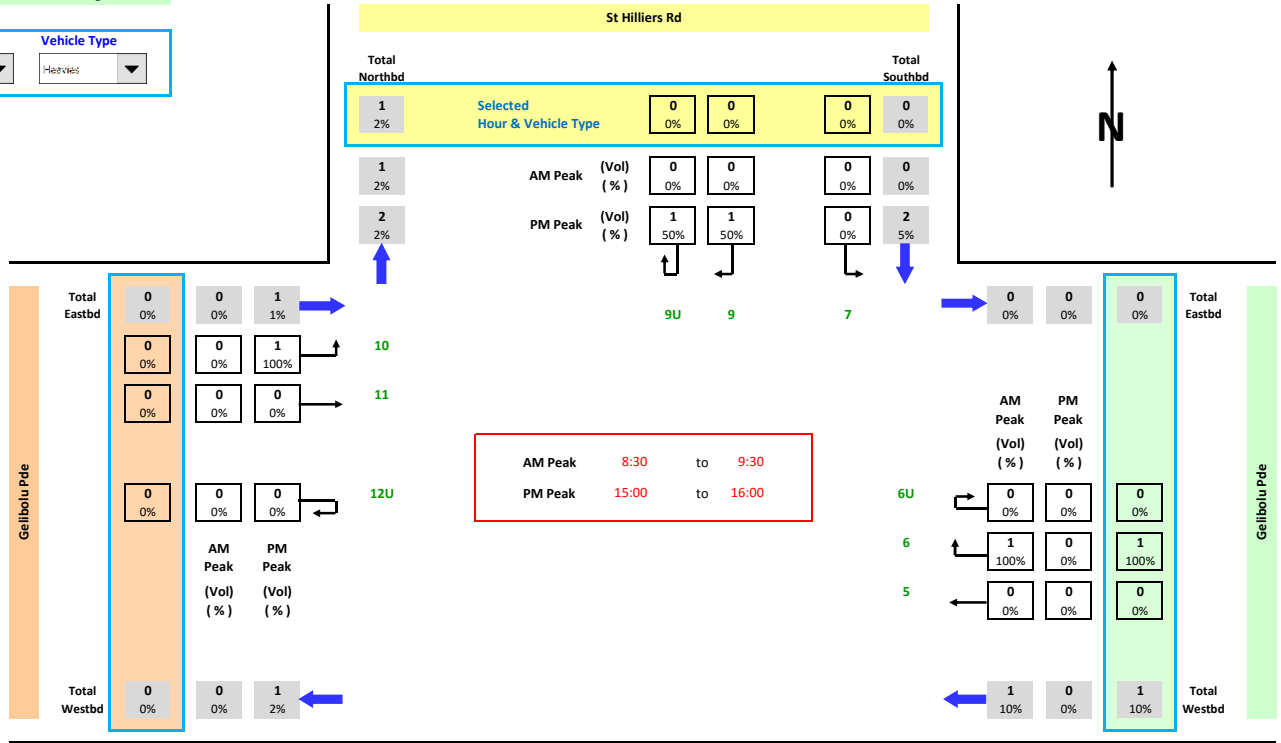 St Hilliers Rd
Vehicle Type
Heavies
Total Northbd
Total Southbd
1 2%
Selected Hour & Vehicle Type
0 0%
0 0%
0 0%
0 0%
1 2%
AM Peak (Vol) ( % )
0 0%
0 0%
0 0%
0 0%
2 2%
PM Peak (Vol) ( % )
1 50%
1 50%
0 0%
2 5%
N
9U 9 7
Gelibolu Pde
Total Eastbd
0 0%
0 0%
1 1%
0 0%
0 0%
1 100%
10
0 0%
0 0%
0 0%
11
0 0%
0 0%
0 0%
12U
AM Peak (Vol) ( % )
PM Peak (Vol) ( % )
Total Westbd
0 0%
0 0%
1 2%
AM Peak 8:30 to 9:30
PM Peak 15:00 to 16:00
0 0%
0 0%
0 0%
Total Eastbd
AM Peak (Vol) ( % )
PM Peak (Vol) ( % )
6U
0 0%
0 0%
0 0%
6
1 100%
0 0%
1 100%
5
0 0%
0 0%
0 0%
1 10%
0 0%
1 10%
Total Westbd
Gelibolu Pde